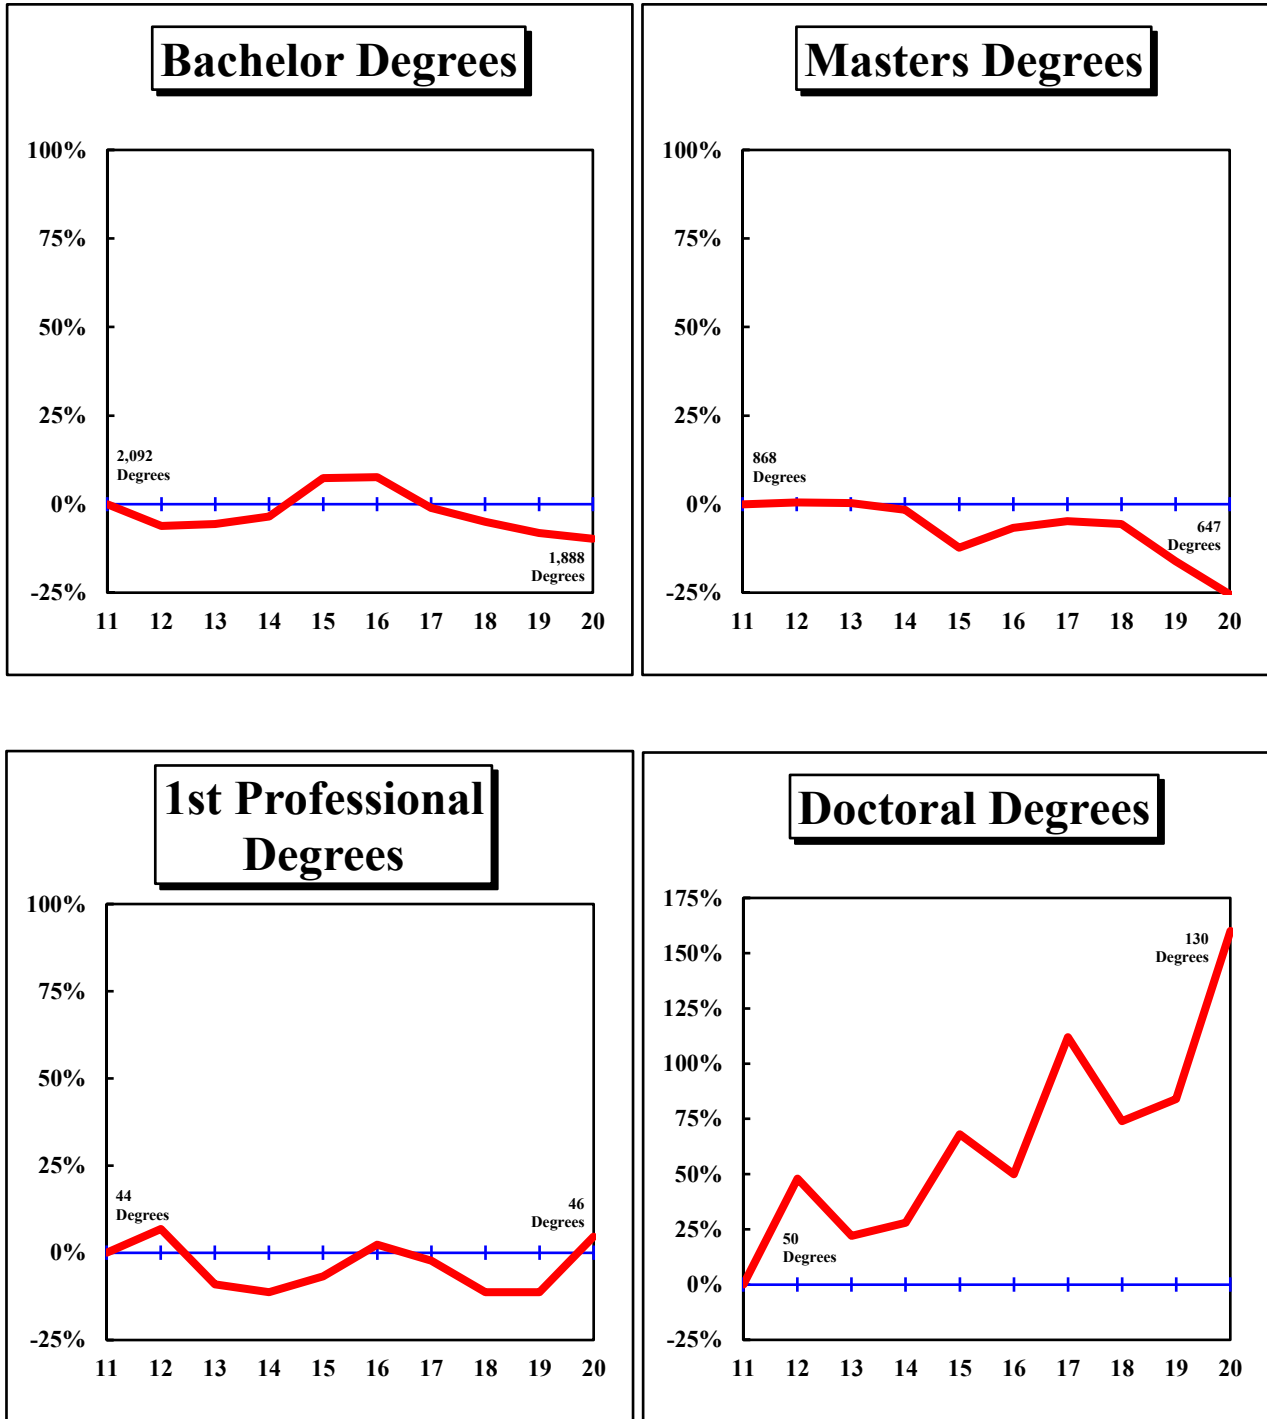 Bachelor Degrees
100%
75%
50%
25%
0%
-25%
2,092
Degrees
1,888
Degrees
11 12 13 14 15 16 17 18 19 20
Masters Degrees
100%
75%
50%
25%
0%
-25%
868
Degrees
647
Degrees
11 12 13 14 15 16 17 18 19 20
1st Professional
Degrees
100%
75%
50%
25%
0%
-25%
44
Degrees
46
Degrees
11 12 13 14 15 16 17 18 19 20
Doctoral Degrees
175%
150%
125%
100%
75%
50%
25%
0%
-25%
130
Degrees
50
Degrees
11 12 13 14 15 16 17 18 19 20